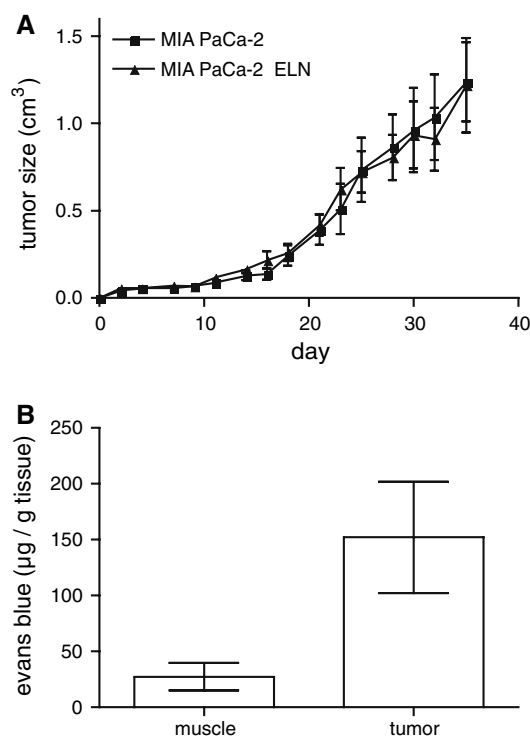 A
MIA PaCa-2
MIA PaCa-2 ELN
tumor size (cm³)
1.5
1.0
0.5
0.0
0
10
20
30
40
day
B
evans blue (µg / g tissue)
250
200
150
100
50
0
muscle
tumor